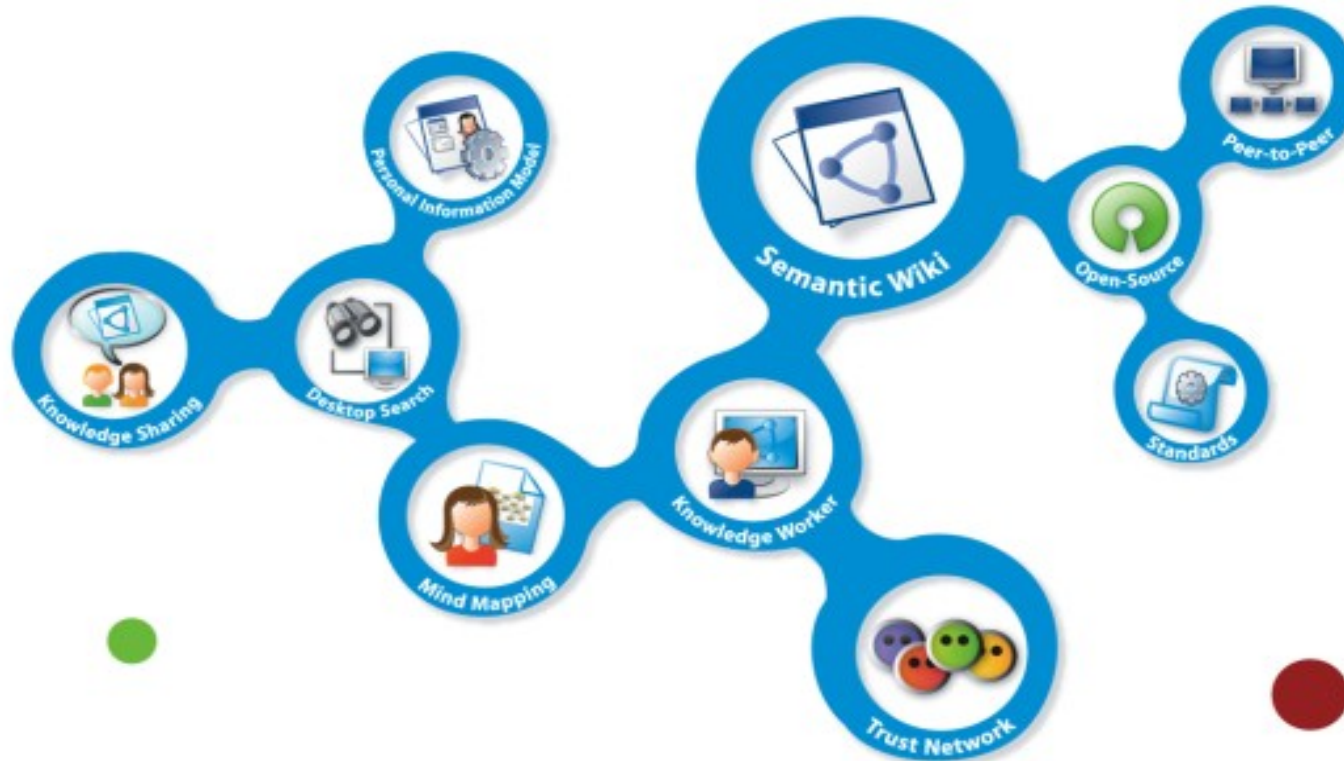 Peer-to-Peer
Personal Information Model
Semantic Wiki
Open-Source
Knowledge Sharing
Desktop Search
Standards
Knowledge Worker
Mind Mapping
Trust Network